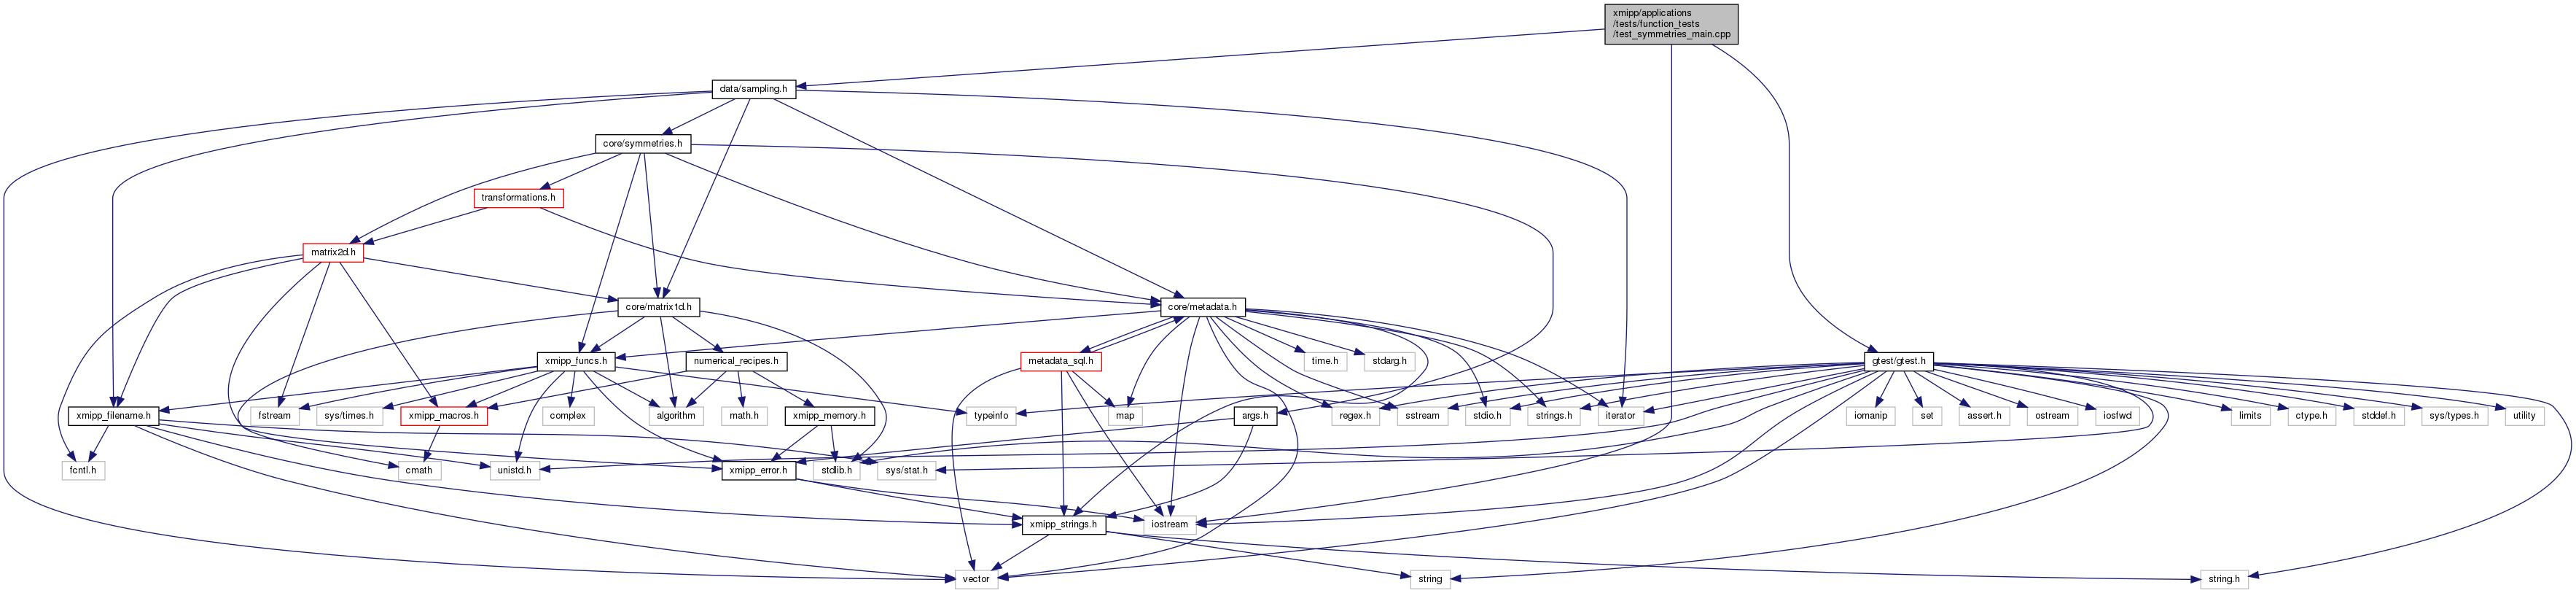 xmipp/applications
/tests/function_tests
/test_symmetries_main.cpp
data/sampling.h
core/symmetries.h
transformations.h
matrix2d.h
core/matrix1d.h
core/metadata.h
xmipp_funcs.h
numerical_recipes.h
metadata_sql.h
time.h
stdarg.h
gtest/gtest.h
xmipp_filename.h
fstream
sys/times.h
xmipp_macros.h
complex
algorithm
math.h
xmipp_memory.h
typeinfo
map
args.h
regex.h
sstream
stdio.h
strings.h
iterator
iomanip
set
assert.h
ostream
iosfwd
limits
ctype.h
stddef.h
sys/types.h
utility
fcntl.h
cmath
unistd.h
xmipp_error.h
stdlib.h
sys/stat.h
xmipp_strings.h
iostream
vector
string
string.h